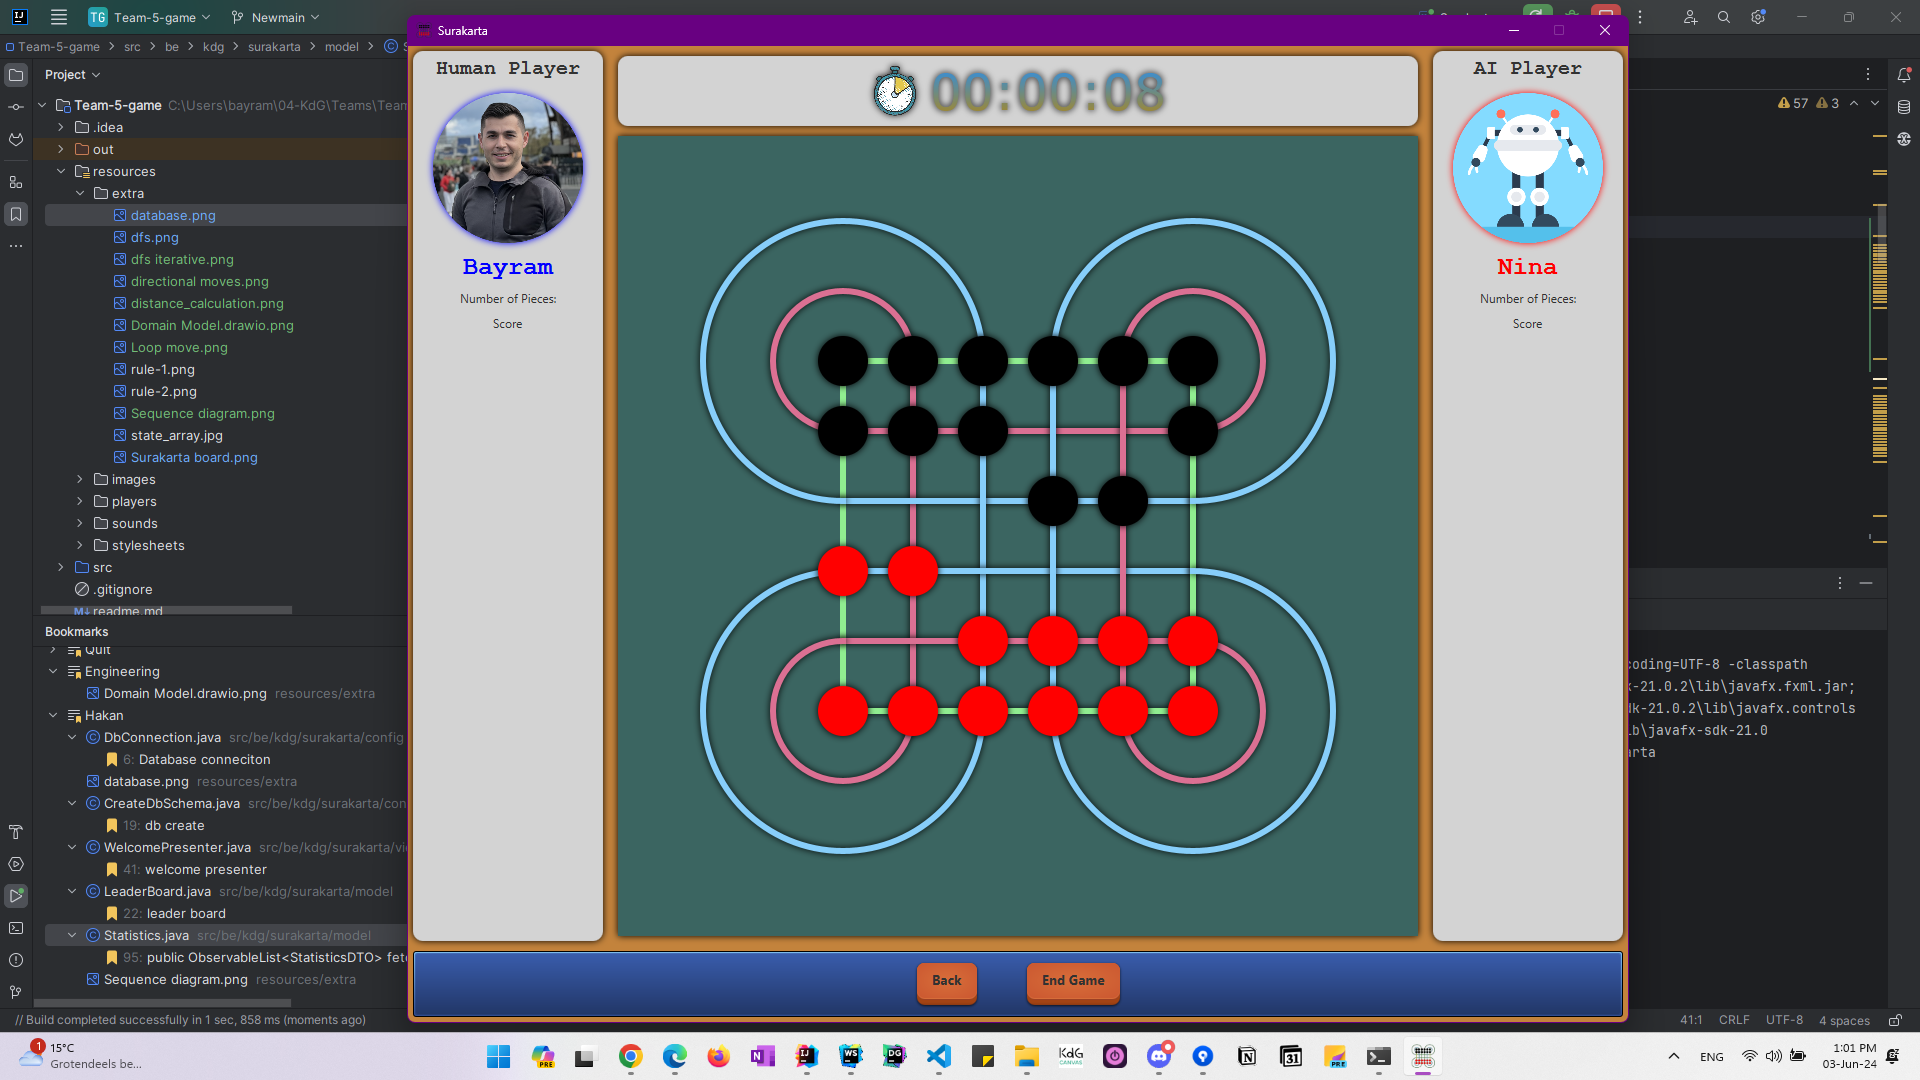 TG Team-5-game Newmain
Team-5-game src be kdg surakarta model
Project
Team-5-game C:\Users\bayram\04-KdG\Teams\Team
.idea
out
resources
extra
database.png
dfs.png
dfs iterative.png
directional moves.png
distance_calculation.png
Domain Model.drawio.png
Loop move.png
rule-1.png
rule-2.png
Sequence diagram.png
state_array.jpg
Surakarta board.png
images
players
sounds
stylesheets
src
.gitignore
readme.md
Bookmarks
Quit
Engineering
Domain Model.drawio.png resources/extra
Hakan
DbConnection.java src/be/kdg/surakarta/config
6: Database conneciton
database.png resources/extra
CreateDbSchema.java src/be/kdg/surakarta/con
19: db create
WelcomePresenter.java src/be/kdg/surakarta/vi
41: welcome presenter
LeaderBoard.java src/be/kdg/surakarta/model
22: leader board
Statistics.java src/be/kdg/surakarta/model
95: public ObservableList<StatisticsDTO> fet
Sequence diagram.png resources/extra
// Build completed successfully in 1 sec, 858 ms (moments ago)
Surakarta
Human Player
Bayram
Number of Pieces:
Score
00:00:08
AI Player
Nina
Number of Pieces:
Score
Back End Game
57 3
coding=UTF-8 -classpath
x-21.0.2\lib\javafx.fxml.jar;
dk-21.0.2\lib\javafx.controls
ib\javafx-sdk-21.0
arta
41:1 CRLF UTF-8 4 spaces
1
15°C
Grotendeels be...
PRE
IJ
WS
DG
KdG
31
PRE
ENG
1:01 PM
03-Jun-24